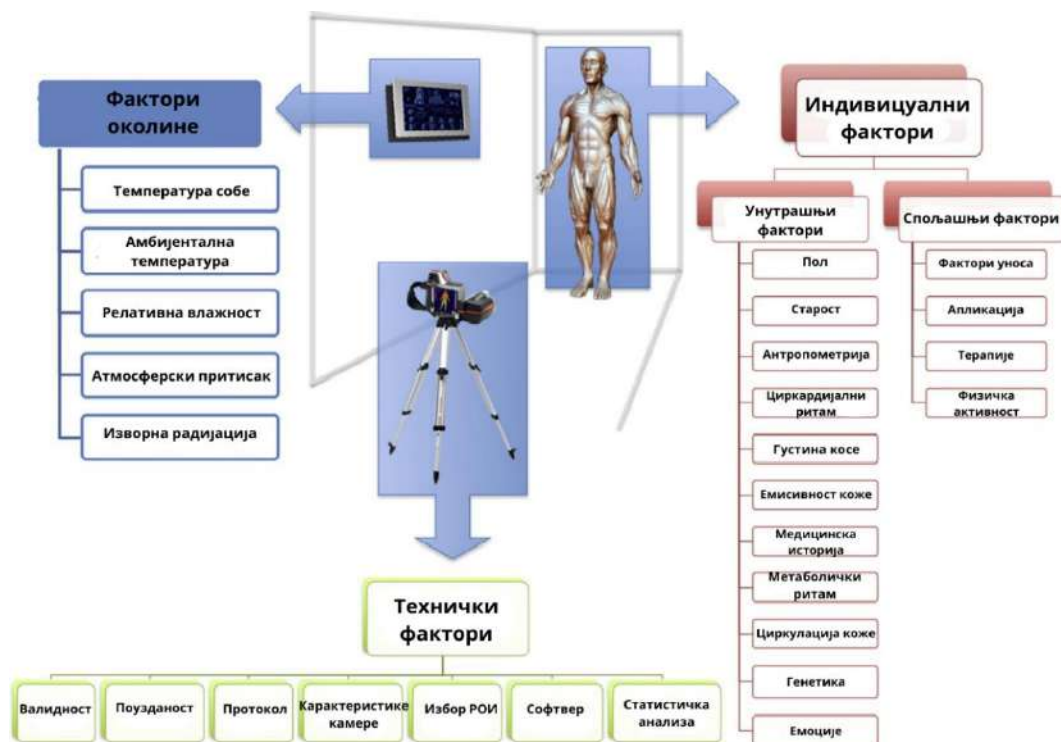 Фактори
околине
Температура собе
Амбијентална
температура
Релативна влажност
Атмосферски притисак
Изворна радијација
Индивицуални
фактори
Унутрашњи
фактори
Пол
Старост
Антропометрија
Циркардијални
ритам
Густина косе
Емисивност коже
Медицинска
историја
Метаболички
ритам
Циркулација коже
Генетика
Емоције
Спољашњи фактори
Фактори уноса
Апликација
Терапије
Физичка
активност
Технички
фактори
Валидност
Поузданост
Протокол
Карактеристике
камере
Избор РОИ
Софтвер
Статистичка
анализа